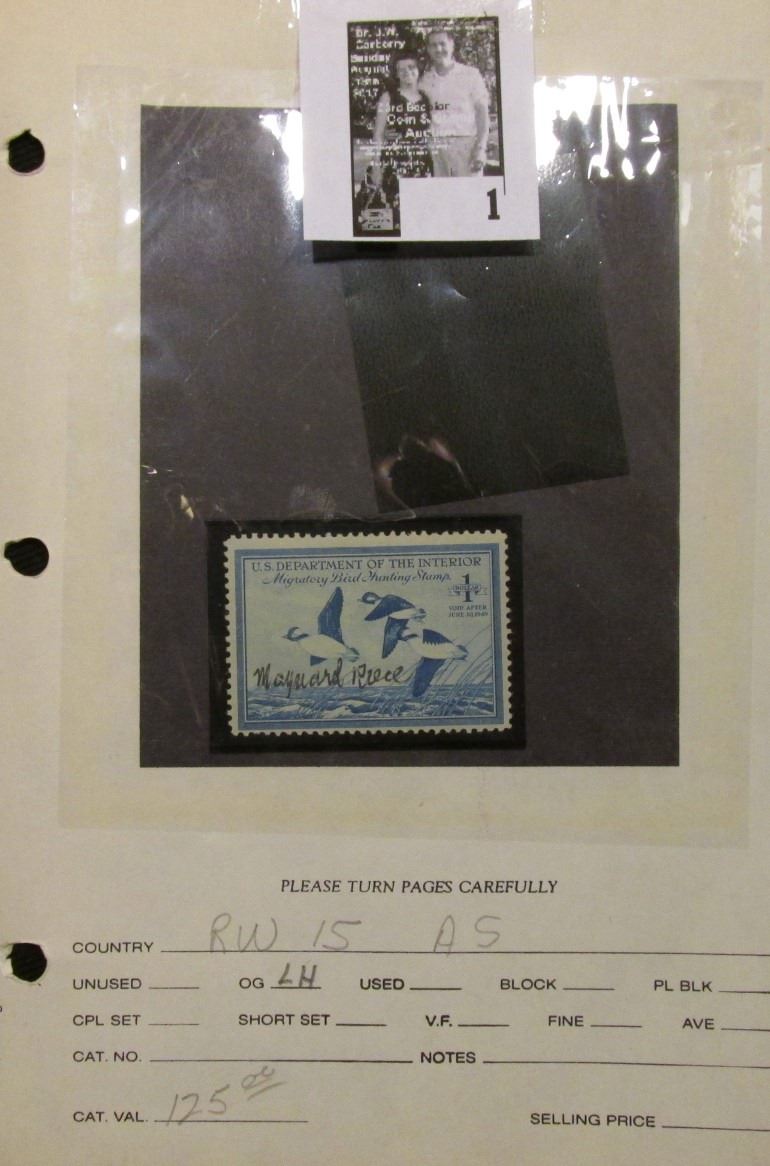 Dr. J.W.
Carberry
Sunday
Coin &
Auction
1
U.S. DEPARTMENT OF THE INTERIOR
Migratory Bird Hunting Stamp
1
DOLLAR
1
VOID AFTER
JUNE 30, 1949
Maynard Reece
PLEASE TURN PAGES CAREFULLY
COUNTRY RW 15 AS
UNUSED OG LH USED BLOCK PL BLK
CPL SET SHORT SET V.F. FINE AVE
CAT. NO. NOTES
CAT. VAL. 125.00 SELLING PRICE